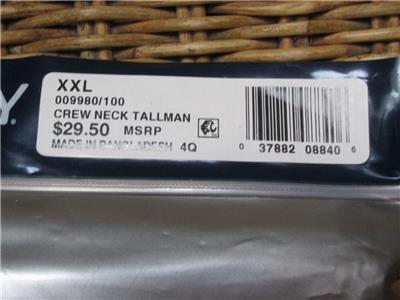 XXL
009980/100
CREW NECK TALLMAN
$29.50 MSRP
MADE IN BANGLADESH 4Q
0 37882 08840 6
Y.